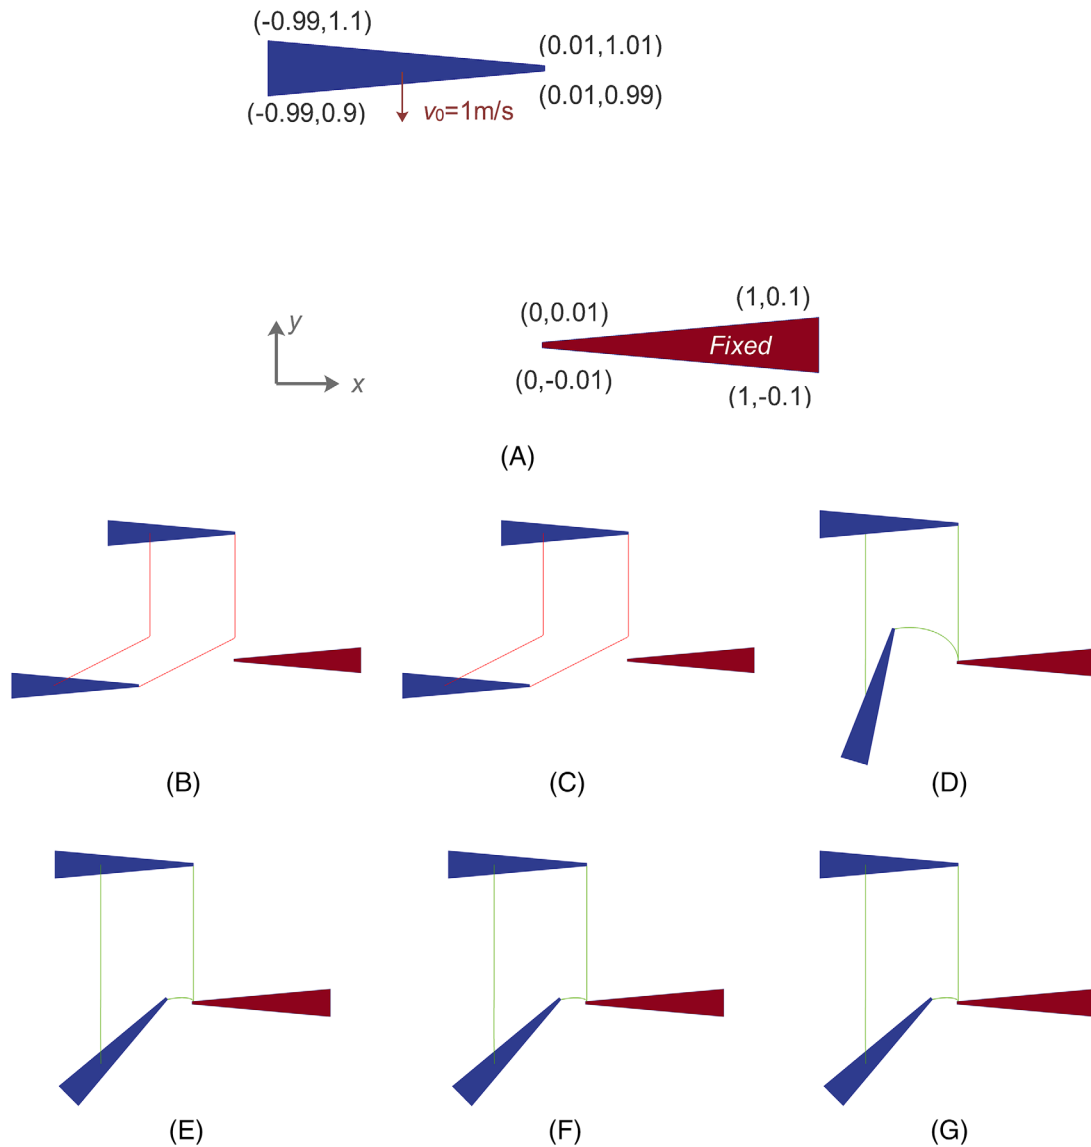 (-0.99,1.1)
(0.01,1.01)
(-0.99,0.9)
v0=1m/s
(0.01,0.99)
(0,0.01)
(1,0.1)
Fixed
y
x
(0,-0.01)
(1,-0.1)
(A)
(B)
(C)
(D)
(E)
(F)
(G)